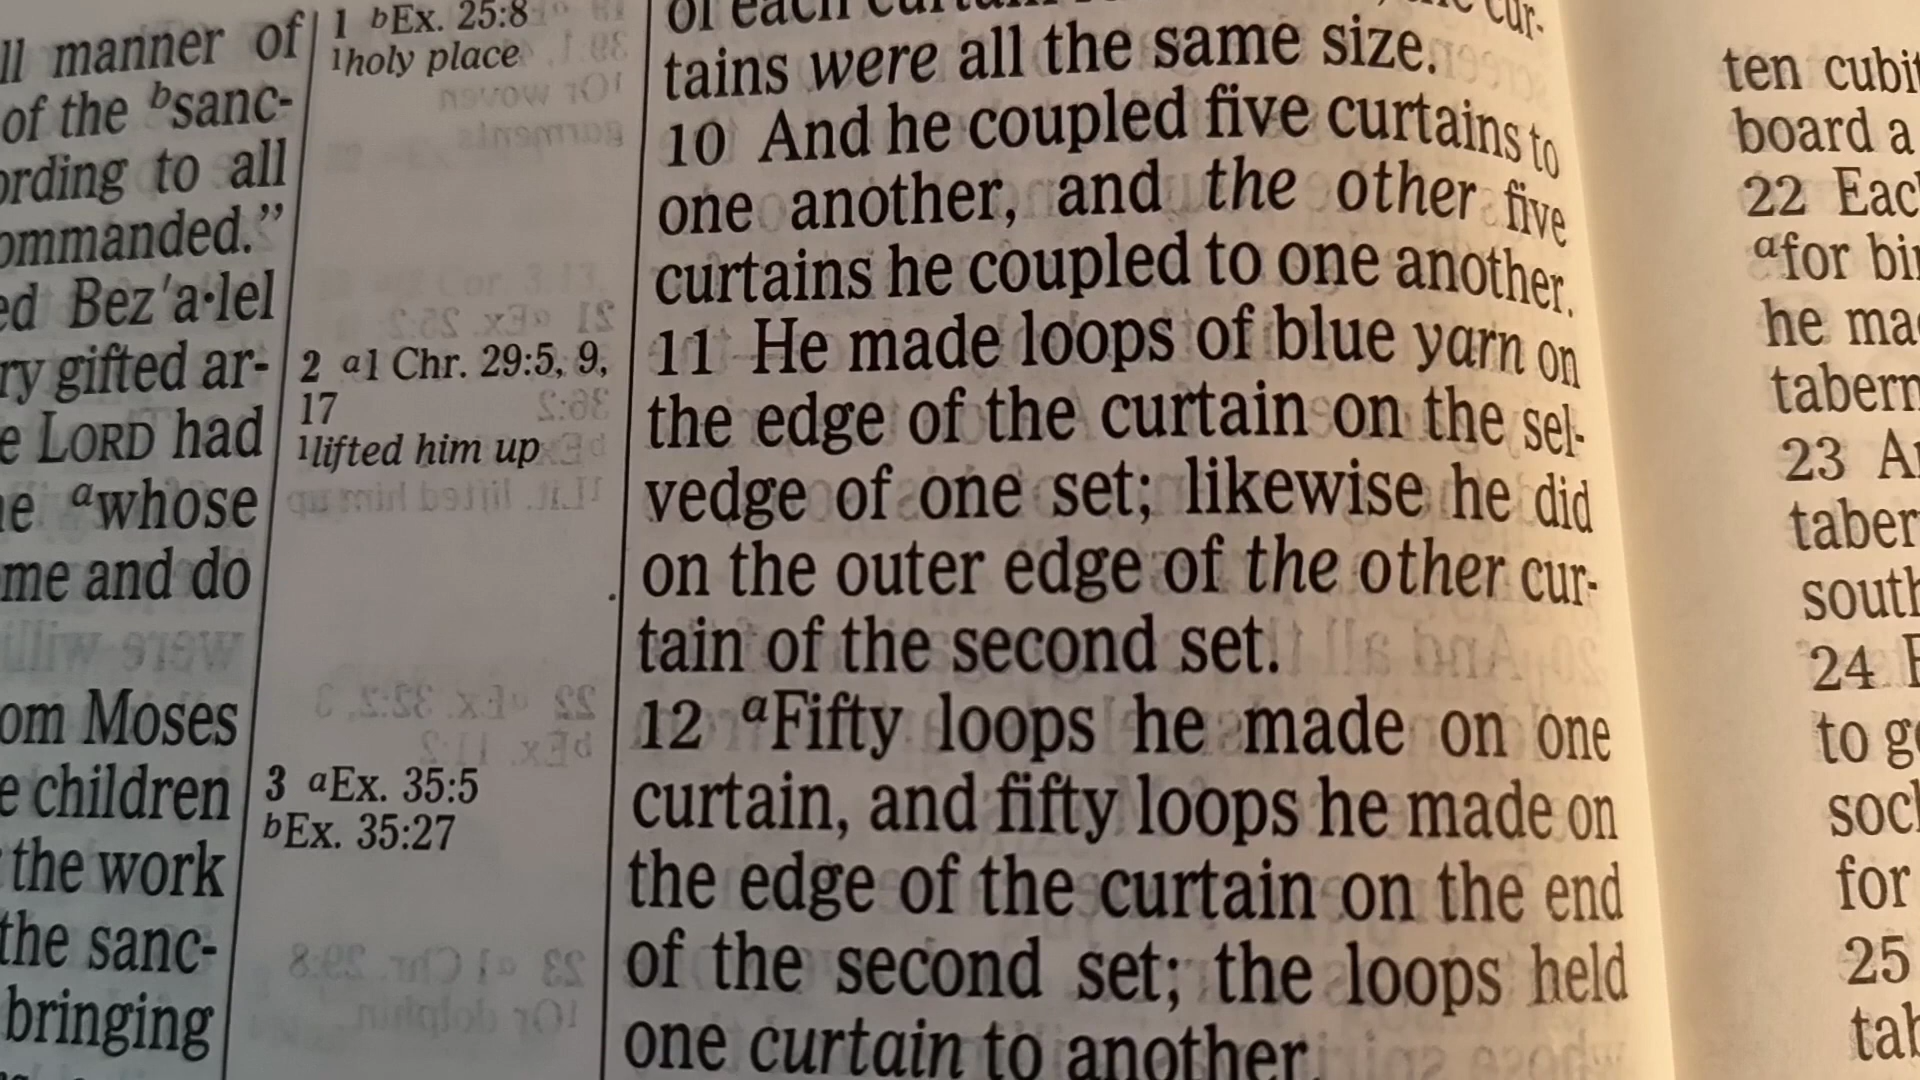 ll manner of
of the bsanc-
ording to all
ommanded.”
ed Bez′a·lel
ry gifted ar-
e LORD had
ne awhose
me and do
om Moses
e children
the work
the sanc-
bringing
1 bEx. 25:8
1holy place
2 a1 Chr. 29:5, 9,
17
1lifted him up
3 aEx. 35:5
bEx. 35:27
of each
tains were all the same size.
10 And he coupled five curtains to
one another, and the other five
curtains he coupled to one another.
11 He made loops of blue yarn on
the edge of the curtain on the sel-
vedge of one set; likewise he did
on the outer edge of the other cur-
tain of the second set.
12 aFifty loops he made on one
curtain, and fifty loops he made on
the edge of the curtain on the end
of the second set; the loops held
one curtain to another.
ten cubi
board a
22 Eac
afor bi
he ma
tabern
23 A
taber
south
24
to g
soc
for
25
tab